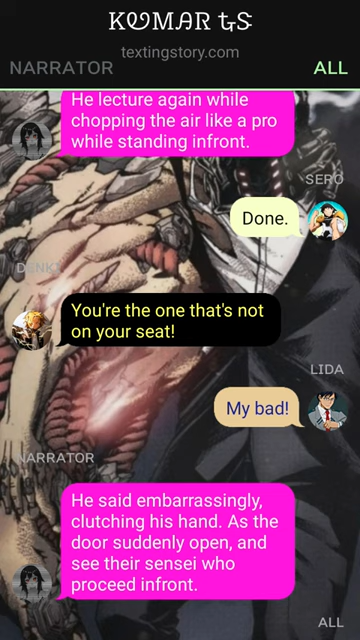 KUMAR GS
textingstory.com
NARRATOR
ALL
He lecture again while
chopping the air like a pro
while standing infront.
SERO
Done.
DENKI
You're the one that's not
on your seat!
LIDA
My bad!
NARRATOR
He said embarrassingly,
clutching his hand. As the
door suddenly open, and
see their sensei who
proceed infront.
ALL